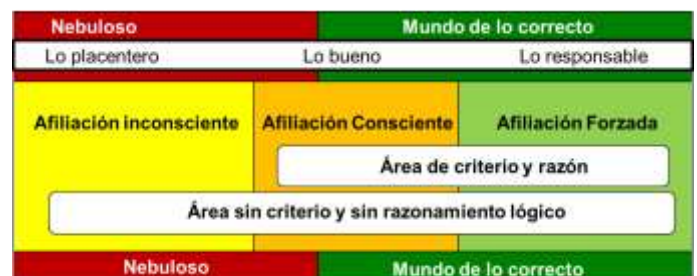 Nebuloso Mundo de lo correcto
Lo placentero Lo bueno Lo responsable
Afiliación inconsciente Afiliación Consciente Afiliación Forzada
Área de criterio y razón
Área sin criterio y sin razonamiento lógico
Nebuloso Mundo de lo correcto